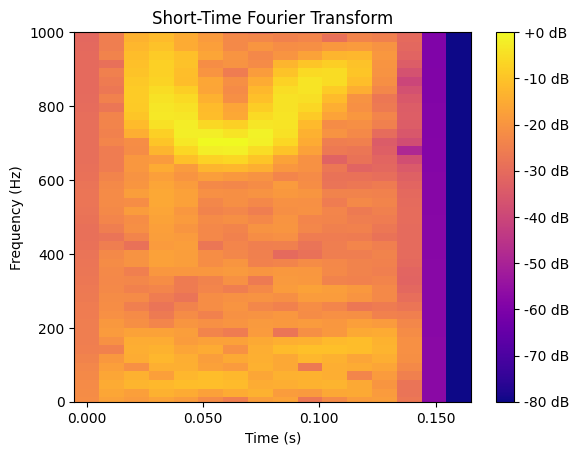 Short-Time Fourier Transform
1000
800
600
400
200
0
Frequency (Hz)
0.000
0.050
0.100
0.150
Time (s)
+0 dB
-10 dB
-20 dB
-30 dB
-40 dB
-50 dB
-60 dB
-70 dB
-80 dB